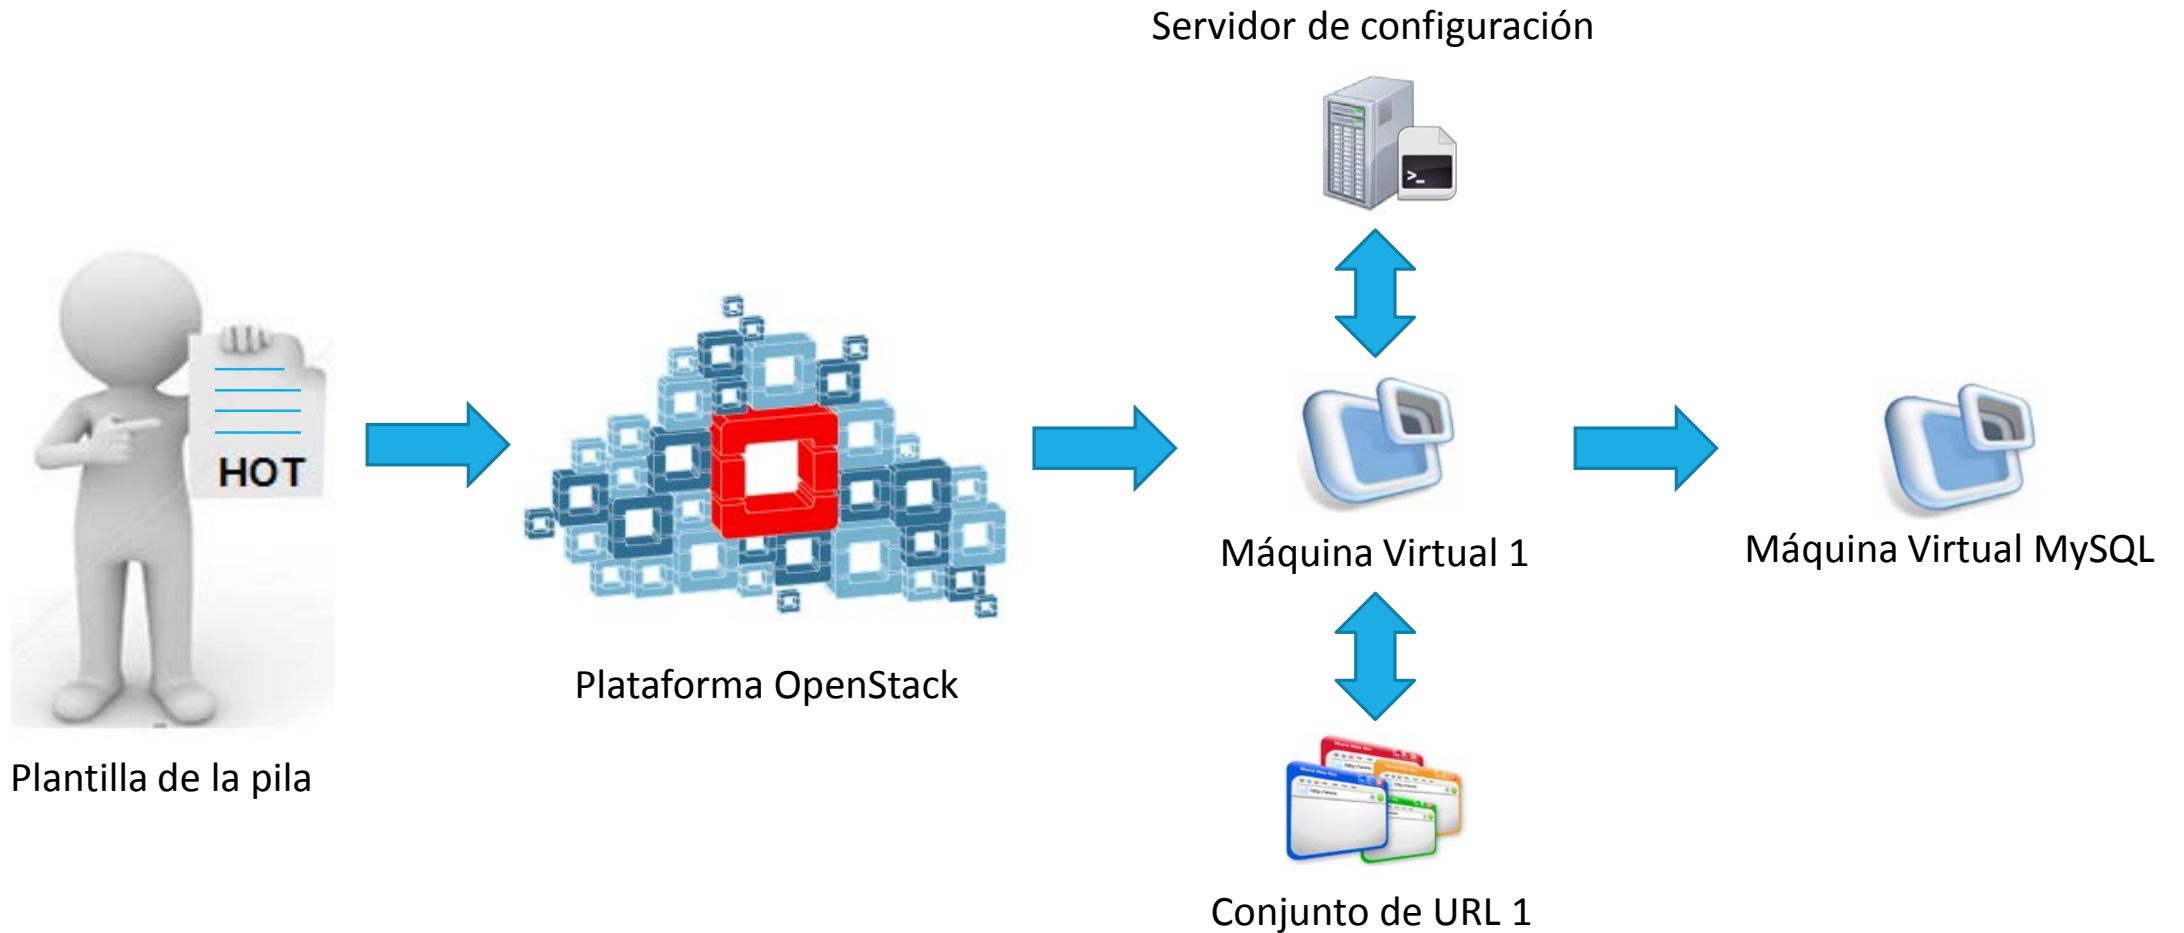 Servidor de configuración
HOT
Máquina Virtual 1
Máquina Virtual MySQL
Plataforma OpenStack
Plantilla de la pila
Conjunto de URL 1